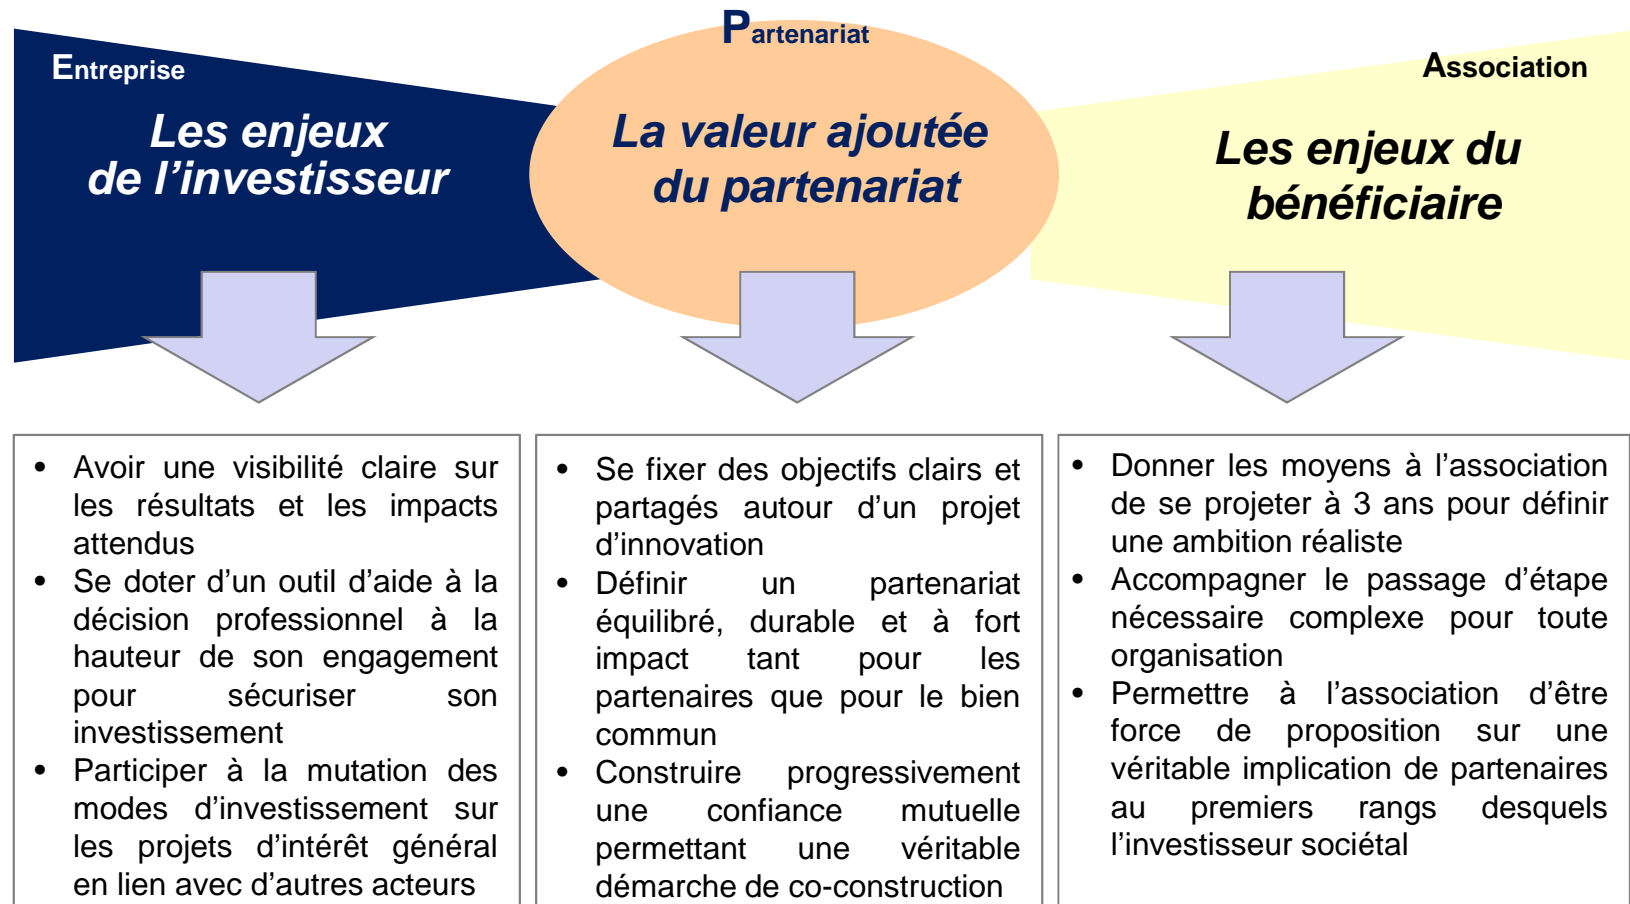 Entreprise
Les enjeux
de l’investisseur
Partenariat
La valeur ajoutée
du partenariat
Association
Les enjeux du
bénéficiaire
• Avoir une visibilité claire sur
les résultats et les impacts
attendus
• Se doter d’un outil d’aide à la
décision professionnel à la
hauteur de son engagement
pour sécuriser son
investissement
• Participer à la mutation des
modes d’investissement sur
les projets d’intérêt général
en lien avec d’autres acteurs
• Se fixer des objectifs clairs et
partagés autour d’un projet
d’innovation
• Définir un partenariat
équilibré, durable et à fort
impact tant pour les
partenaires que pour le bien
commun
• Construire progressivement
une confiance mutuelle
permettant une véritable
démarche de co-construction
• Donner les moyens à l’association
de se projeter à 3 ans pour définir
une ambition réaliste
• Accompagner le passage d’étape
nécessaire complexe pour toute
organisation
• Permettre à l’association d’être
force de proposition sur une
véritable implication de partenaires
au premiers rangs desquels
l’investisseur sociétal